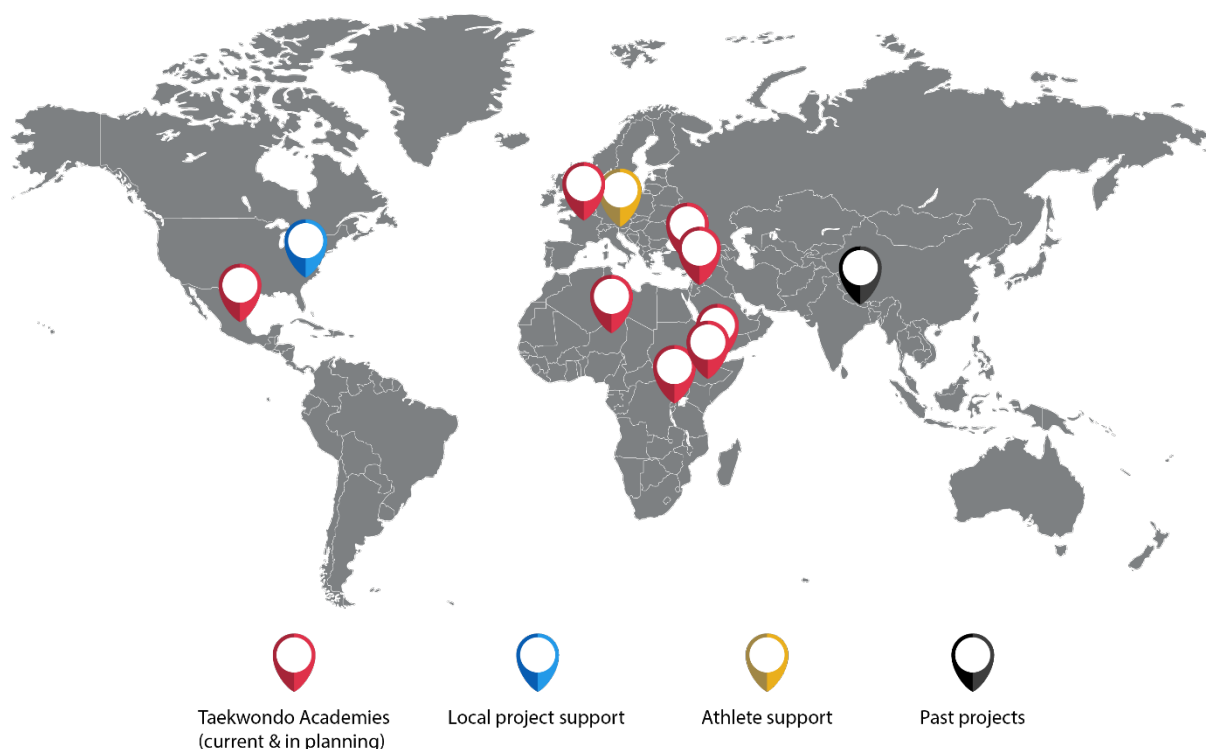 Taekwondo Academies
(current & in planning)
Local project support
Athlete support
Past projects